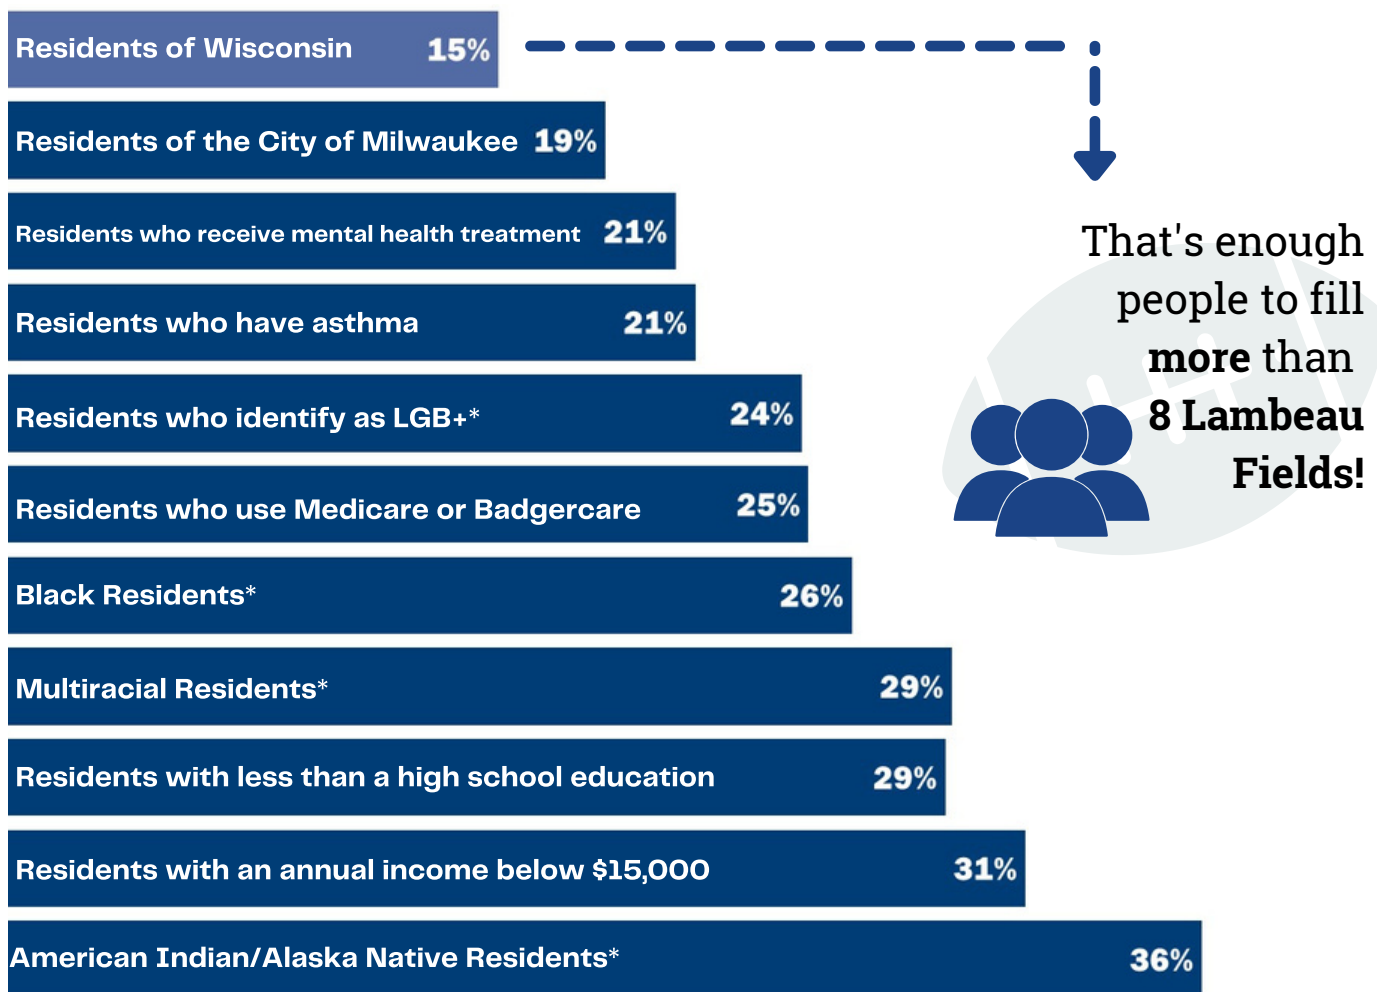 Residents of Wisconsin 15%
Residents of the City of Milwaukee 19%
Residents who receive mental health treatment 21%
Residents who have asthma 21%
Residents who identify as LGB+* 24%
Residents who use Medicare or Badgercare 25%
Black Residents* 26%
Multiracial Residents* 29%
Residents with less than a high school education 29%
Residents with an annual income below $15,000 31%
American Indian/Alaska Native Residents* 36%
That's enough
people to fill
more than
8 Lambeau
Fields!